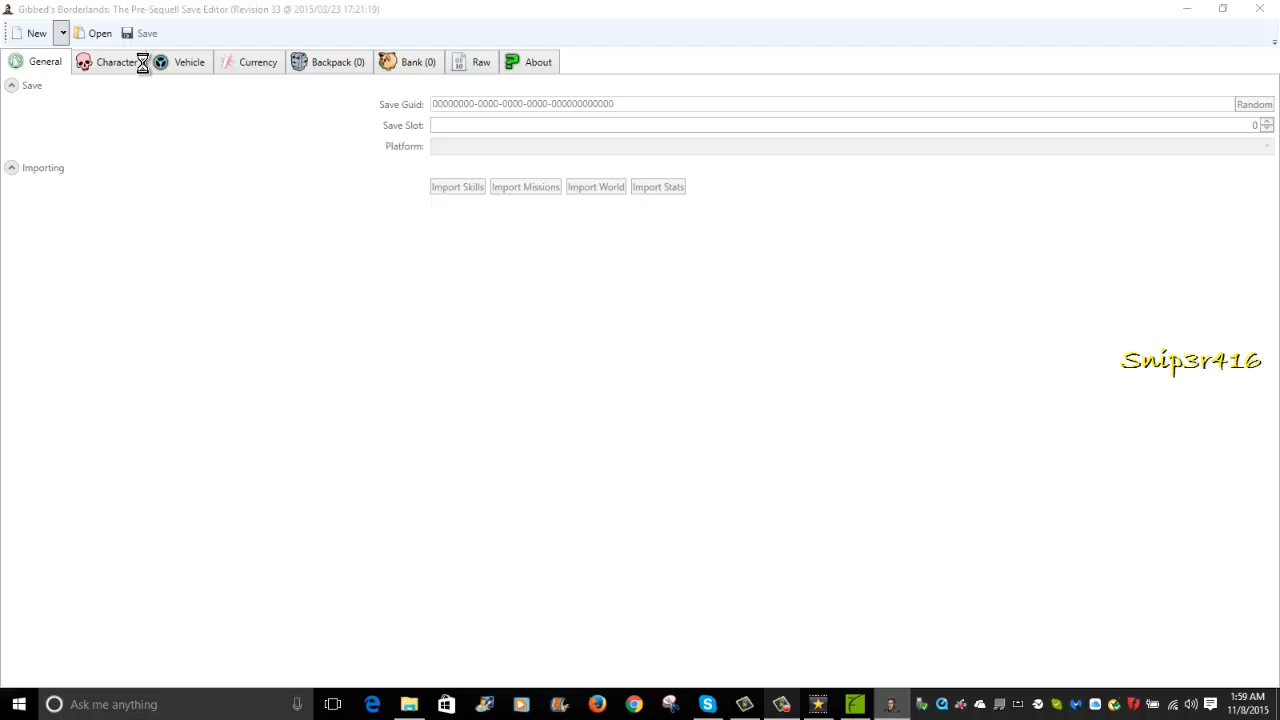 Gibbed's Borderlands: The Pre-Sequel! Save Editor (Revision 33 @ 2015/03/23 17:21:19)
New Open Save
General Character Vehicle Currency Backpack (0) Bank (0) Raw About
Save
Save Guid: 00000000-0000-0000-0000-000000000000 Random
Save Slot: 0
Platform:
Importing
Import Skills Import Missions Import World Import Stats
Snip3r416
Ask me anything
1:59 AM
11/8/2015